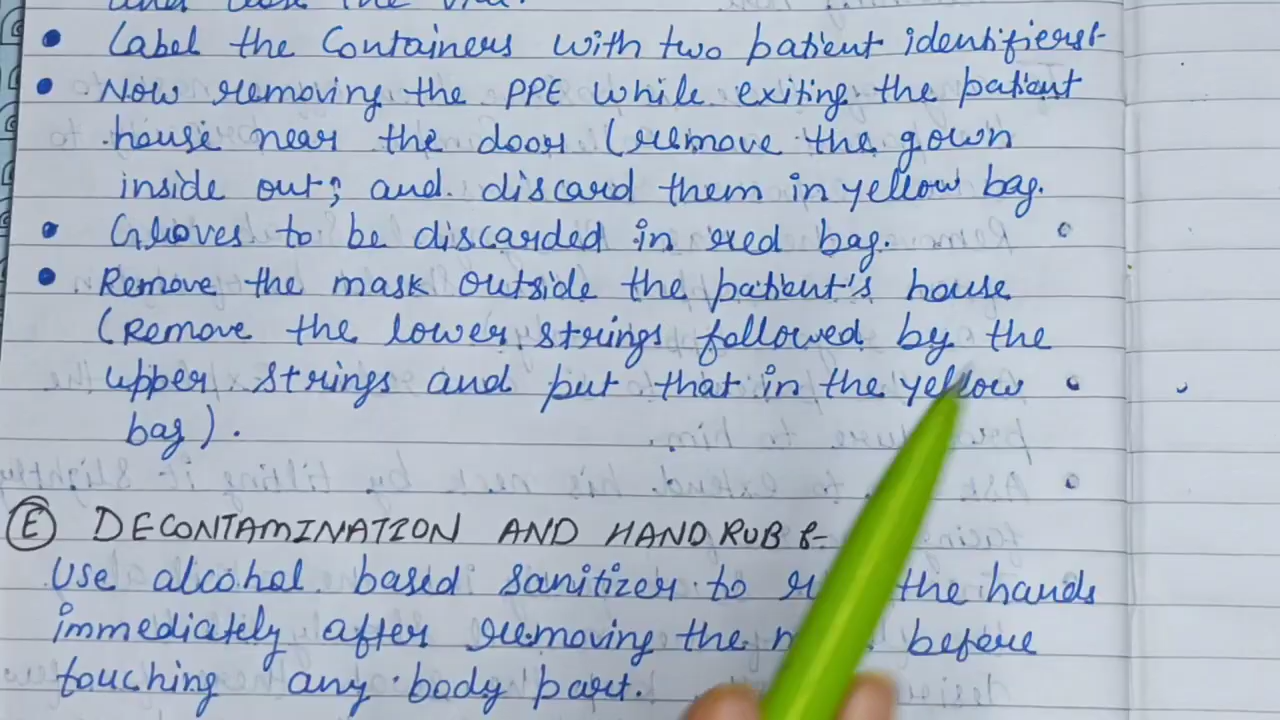 Label the Containers with two patient identifiers:-
Now removing the PPE while exiting the patient
house near the door (remove the gown
inside out; and discard them in yellow bag.
Gloves to be discarded in red bag.
Remove the mask outside the patient's house
(Remove the lower strings followed by the
upper strings and put that in the yellow
bag).
E DECONTAMINATION AND HAND RUB :-
Use alcohol based sanitizer to the hands
immediately after removing the before
touching any body part.